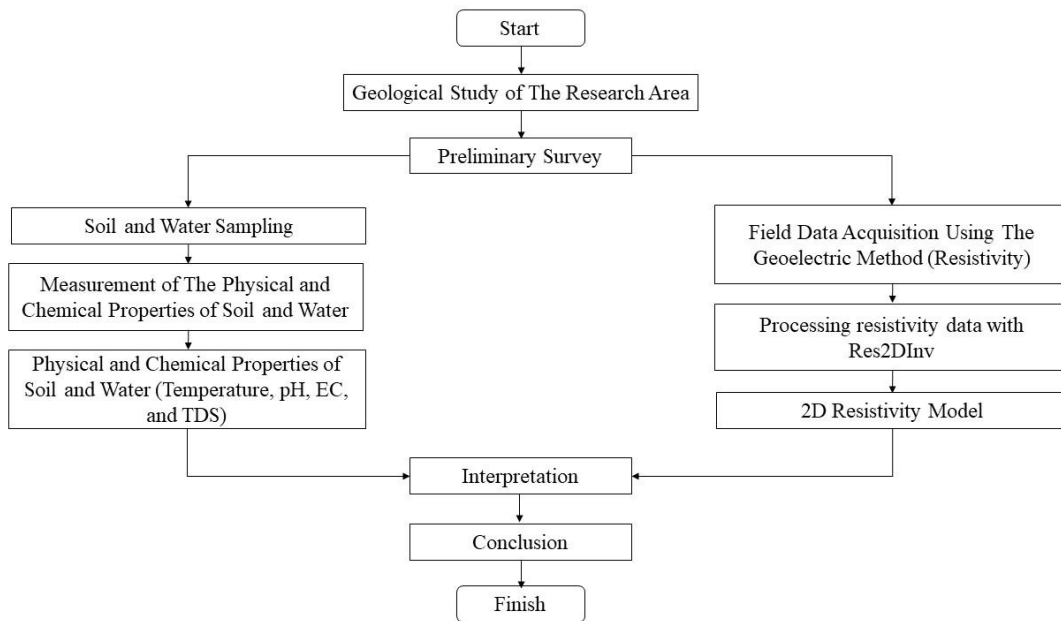 Start
Geological Study of The Research Area
Preliminary Survey
Soil and Water Sampling
Measurement of The Physical and
Chemical Properties of Soil and Water
Physical and Chemical Properties of
Soil and Water (Temperature, pH, EC,
and TDS)
Field Data Acquisition Using The
Geoelectric Method (Resistivity)
Processing resistivity data with
Res2DInv
2D Resistivity Model
Interpretation
Conclusion
Finish